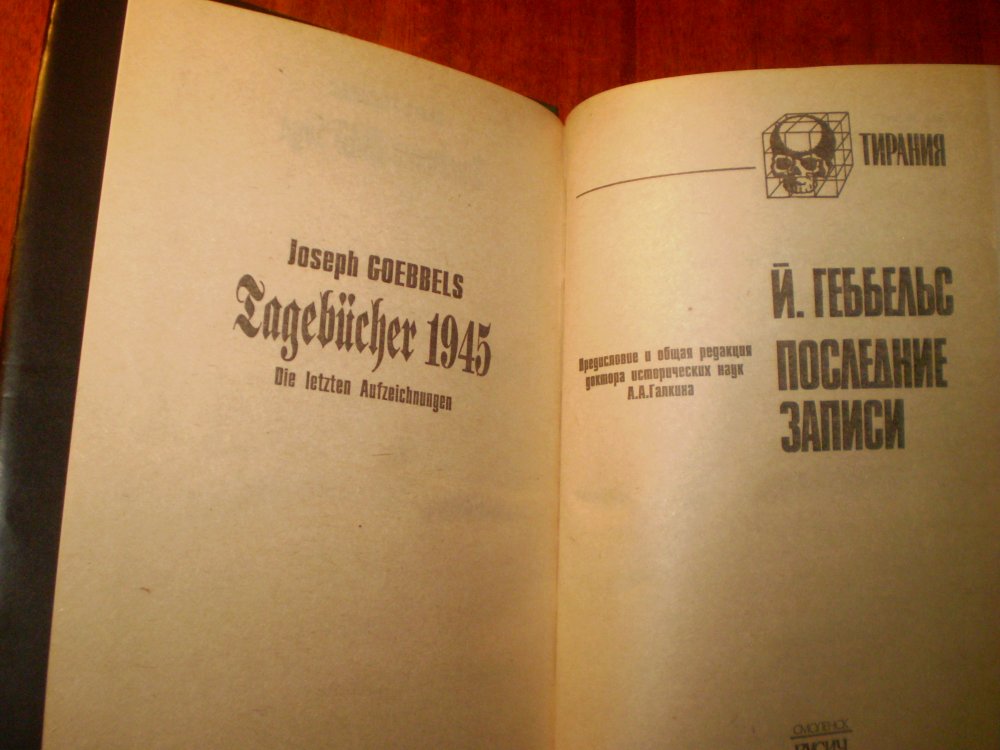 Joseph GOEBBELS
Tagebücher 1945
Die letzten Aufzeichnungen
ТИРАНИЯ
Й. ГЕББЕЛЬС
ПОСЛЕДНИЕ
ЗАПИСИ
Предисловие и общая редакция
доктора исторических наук
А.А.Галкина
СМОЛЕНСК